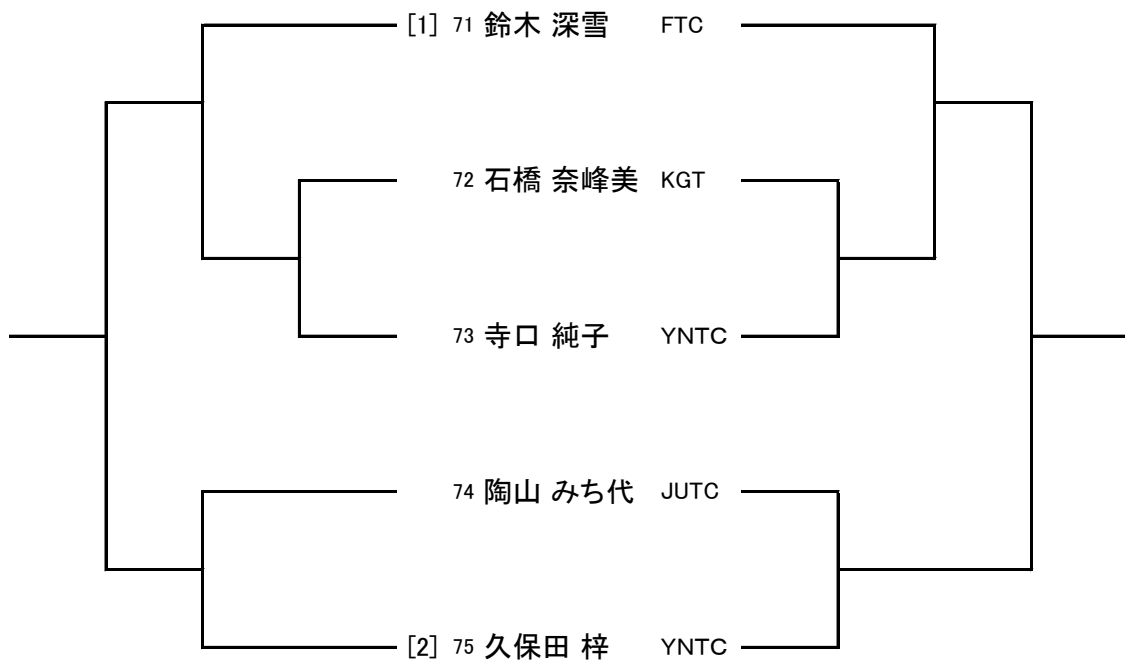 [1] 71 鈴木 深雪 FTC
72 石橋 奈峰美 KGT
73 寺口 純子 YNTC
74 陶山 みち代 JUTC
[2] 75 久保田 梓 YNTC